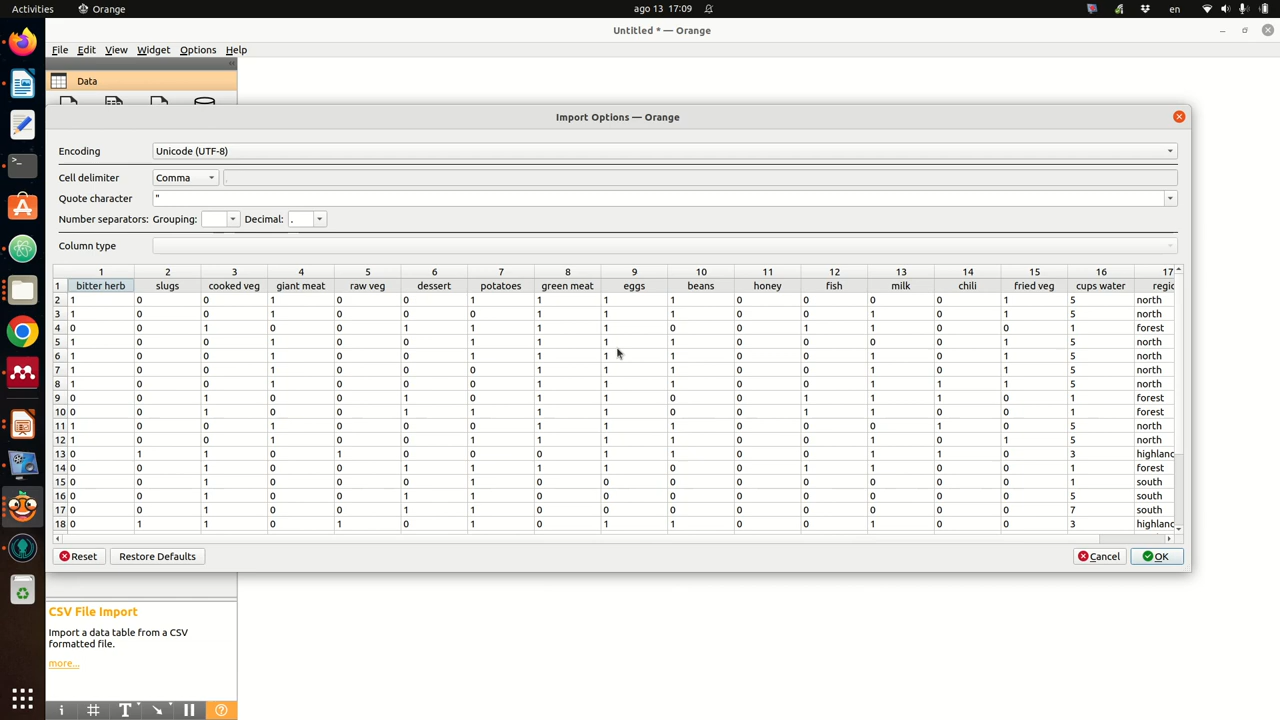 Activities Orange ago 13 17:09 en
Untitled * — Orange
File Edit View Widget Options Help
Data
Import Options — Orange
Encoding Unicode (UTF-8)
Cell delimiter Comma ,
Quote character "
Number separators: Grouping: Decimal: .
Column type
1 2 3 4 5 6 7 8 9 10 11 12 13 14 15 16 17
1 bitter herb slugs cooked veg giant meat raw veg dessert potatoes green meat eggs beans honey fish milk chili fried veg cups water regic
2 1 0 0 1 0 0 0 1 1 1 0 0 0 0 1 5 north
3 1 0 0 1 0 0 0 1 1 1 0 0 1 0 1 5 north
4 0 0 1 0 0 1 1 1 1 0 0 1 1 0 0 1 forest
5 1 0 0 1 0 0 1 1 1 1 0 0 0 0 1 5 north
6 1 0 0 1 0 0 1 1 1 1 0 0 1 0 1 5 north
7 1 0 0 1 0 0 1 1 1 1 0 0 1 0 1 5 north
8 1 0 0 1 0 0 0 1 1 1 0 0 1 1 1 5 north
9 0 0 1 0 0 1 0 1 1 0 0 1 1 1 0 1 forest
10 0 0 1 0 0 1 1 1 1 0 0 1 1 0 0 1 forest
11 1 0 0 1 0 0 0 1 1 1 0 0 0 1 0 5 north
12 1 0 0 1 0 0 1 1 1 1 0 0 1 0 1 5 north
13 0 1 1 0 1 0 0 0 1 1 0 0 1 1 0 3 highlanc
14 0 0 1 0 0 1 1 1 1 0 0 1 1 0 0 1 forest
15 0 0 1 0 0 0 1 0 0 0 0 0 0 0 0 1 south
16 0 0 1 0 0 1 1 0 0 0 0 0 0 0 0 5 south
17 0 0 1 0 0 1 1 0 0 0 0 0 0 0 0 7 south
18 0 1 1 0 1 0 1 0 1 1 0 0 1 0 0 3 highlanc
Reset Restore Defaults Cancel OK
CSV File Import
Import a data table from a CSV
formatted file.
more...